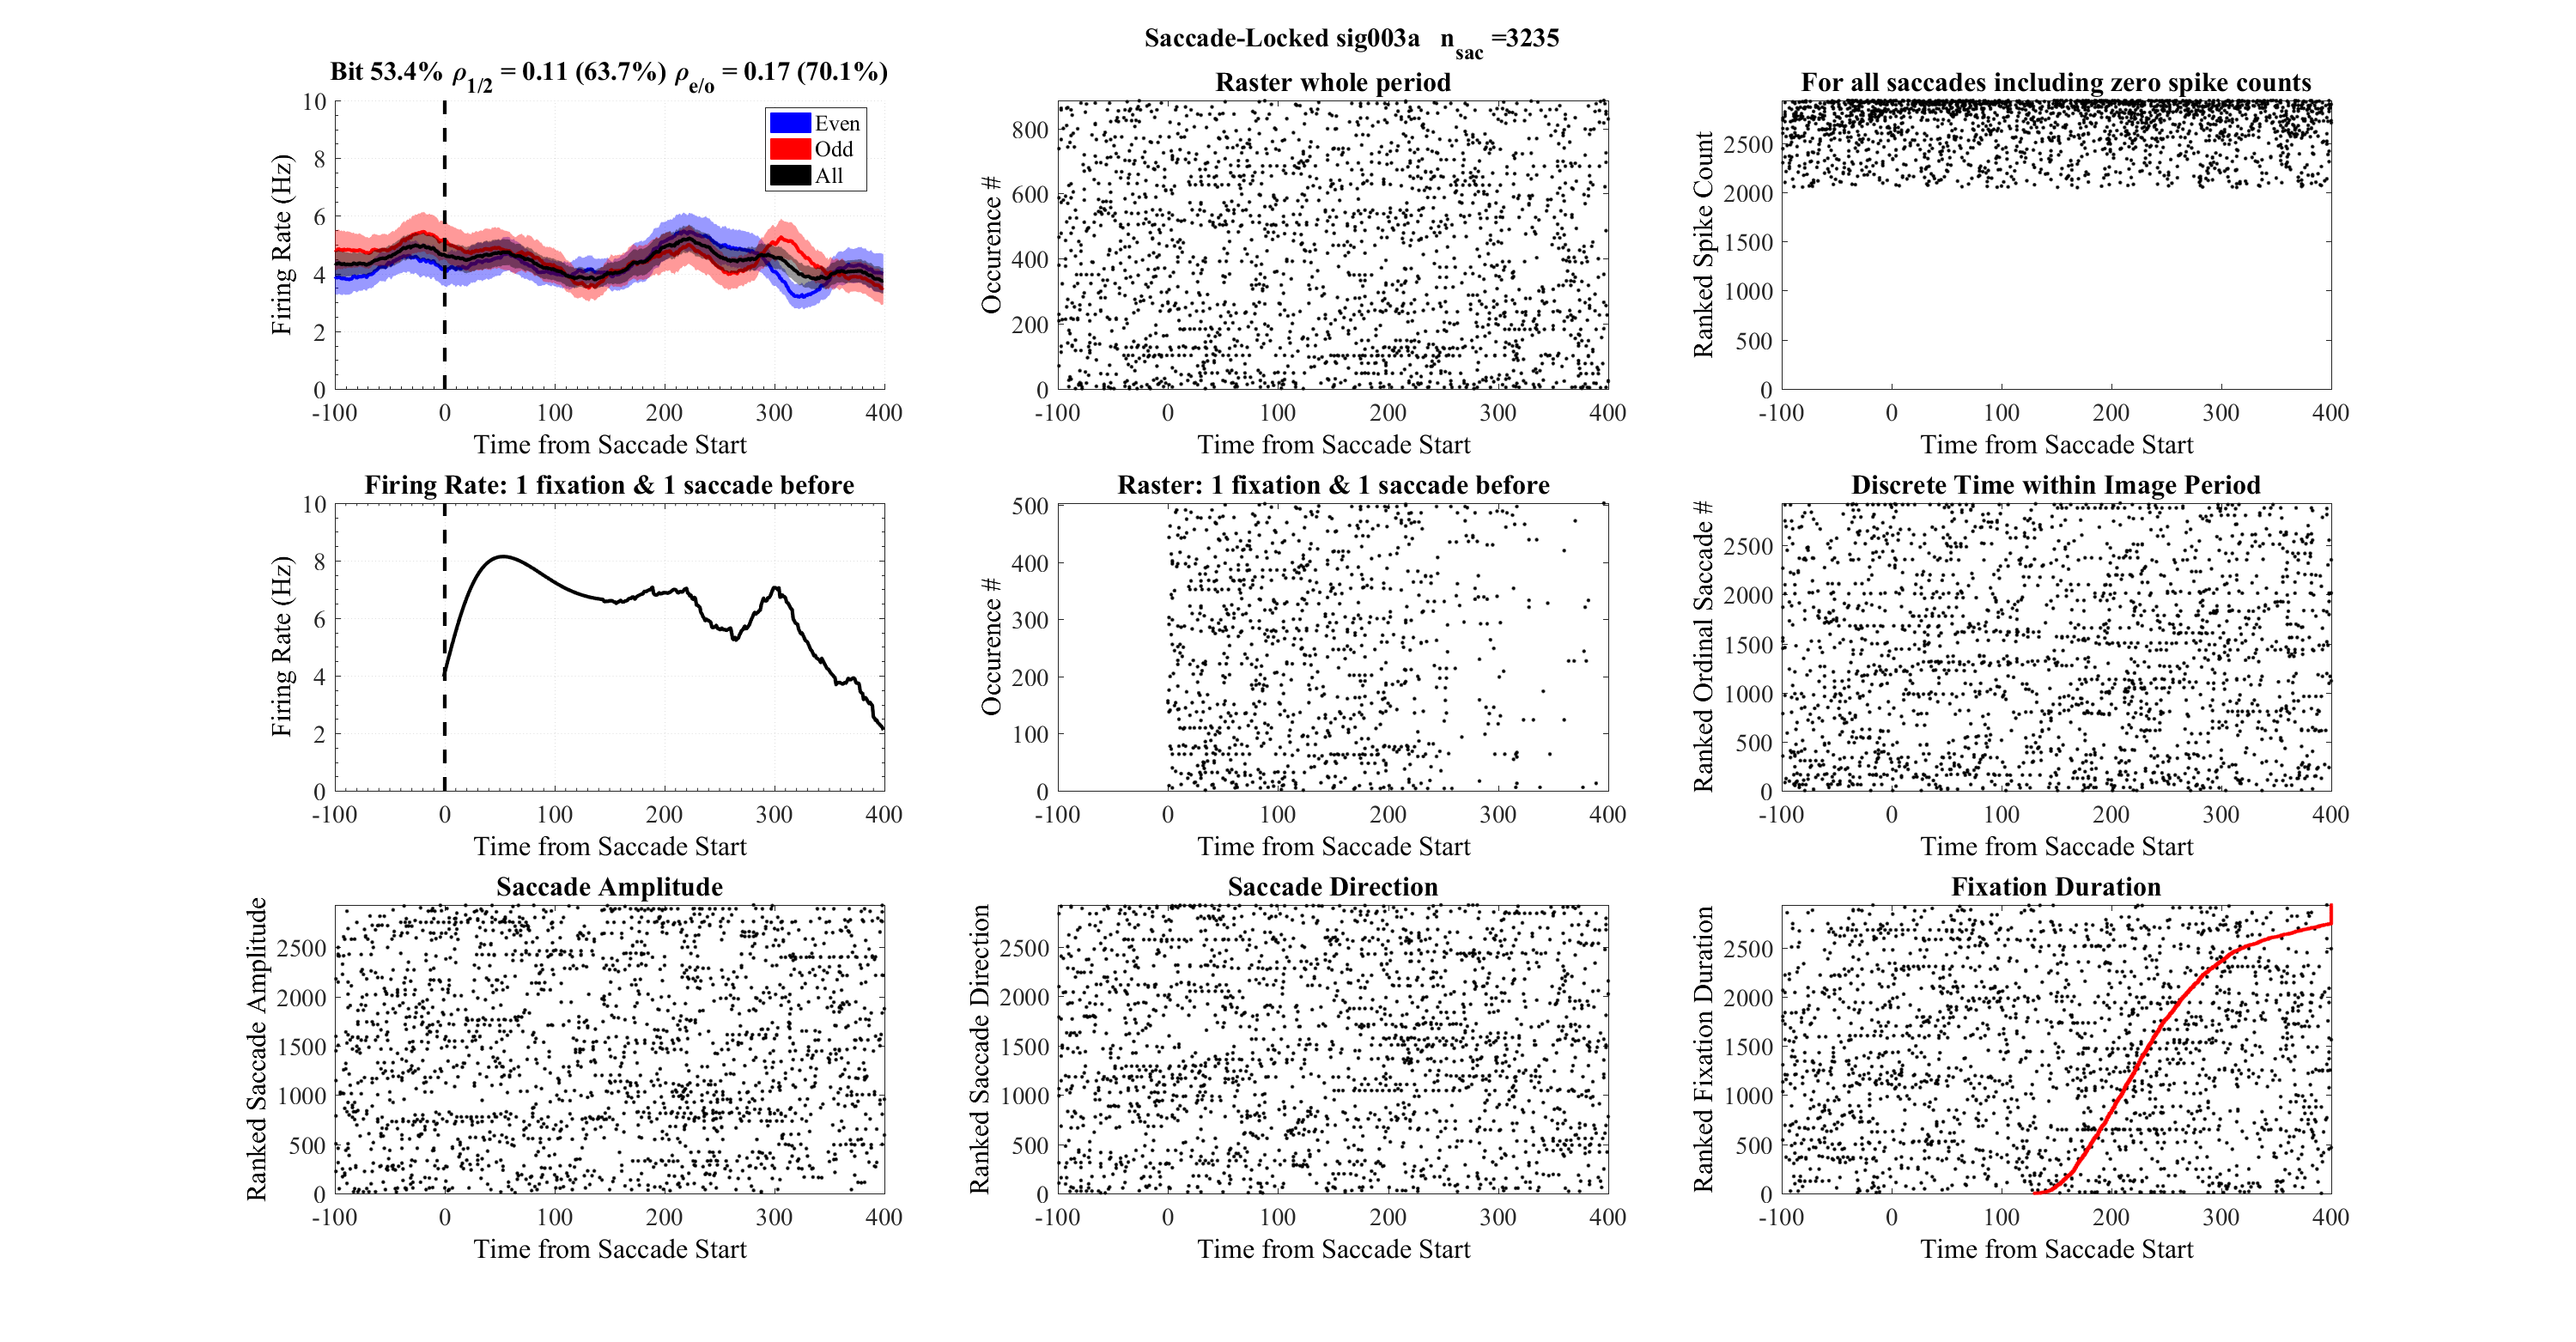 Saccade-Locked sig003a n_sac =3235
Bit 53.4% ρ_1/2 = 0.11 (63.7%) ρ_e/o = 0.17 (70.1%)
10
8
6
4
2
0
Firing Rate (Hz)
Even
Odd
All
-100 0 100 200 300 400
Time from Saccade Start
Raster whole period
800
600
400
200
0
Occurence #
-100 0 100 200 300 400
Time from Saccade Start
For all saccades including zero spike counts
2500
2000
1500
1000
500
0
Ranked Spike Count
-100 0 100 200 300 400
Time from Saccade Start
Firing Rate: 1 fixation & 1 saccade before
10
8
6
4
2
0
Firing Rate (Hz)
-100 0 100 200 300 400
Time from Saccade Start
Raster: 1 fixation & 1 saccade before
500
400
300
200
100
0
Occurence #
-100 0 100 200 300 400
Time from Saccade Start
Discrete Time within Image Period
2500
2000
1500
1000
500
0
Ranked Ordinal Saccade #
-100 0 100 200 300 400
Time from Saccade Start
Saccade Amplitude
2500
2000
1500
1000
500
0
Ranked Saccade Amplitude
-100 0 100 200 300 400
Time from Saccade Start
Saccade Direction
2500
2000
1500
1000
500
0
Ranked Saccade Direction
-100 0 100 200 300 400
Time from Saccade Start
Fixation Duration
2500
2000
1500
1000
500
0
Ranked Fixation Duration
-100 0 100 200 300 400
Time from Saccade Start